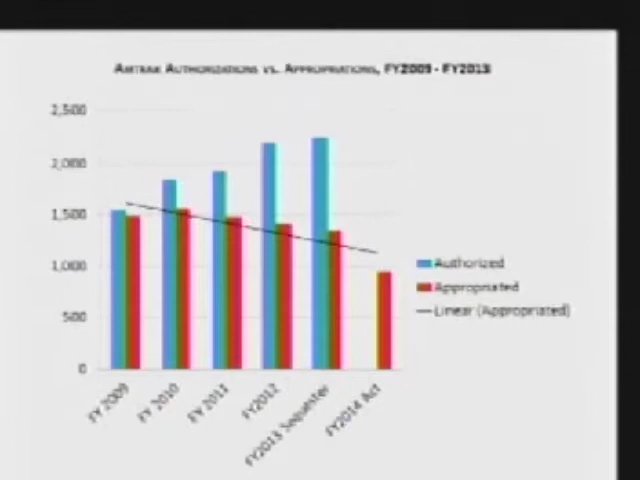 AMTRAK AUTHORIZATIONS VS. APPROPRIATIONS, FY2009 - FY2013
2,500
2,000
1,500
1,000
500
0
Authorized
Appropriated
Linear (Appropriated)
FY 2009
FY 2010
FY 2011
FY2012
FY2013 Sequester
FY2014 Act